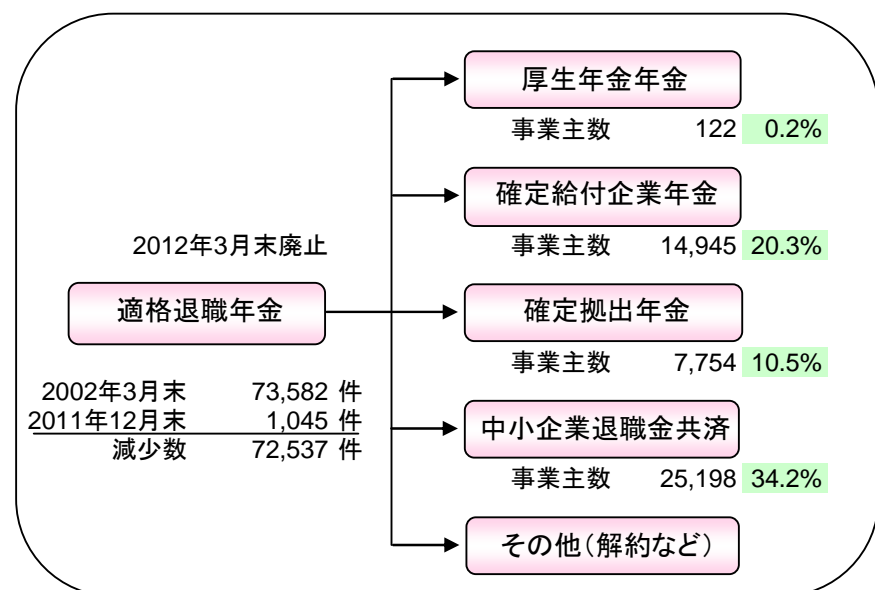 厚生年金年金
事業主数 122 0.2%
確定給付企業年金
事業主数 14,945 20.3%
2012年3月末廃止
適格退職年金
確定拠出年金
事業主数 7,754 10.5%
2002年3月末 73,582 件
2011年12月末 1,045 件
減少数 72,537 件
中小企業退職金共済
事業主数 25,198 34.2%
その他(解約など)